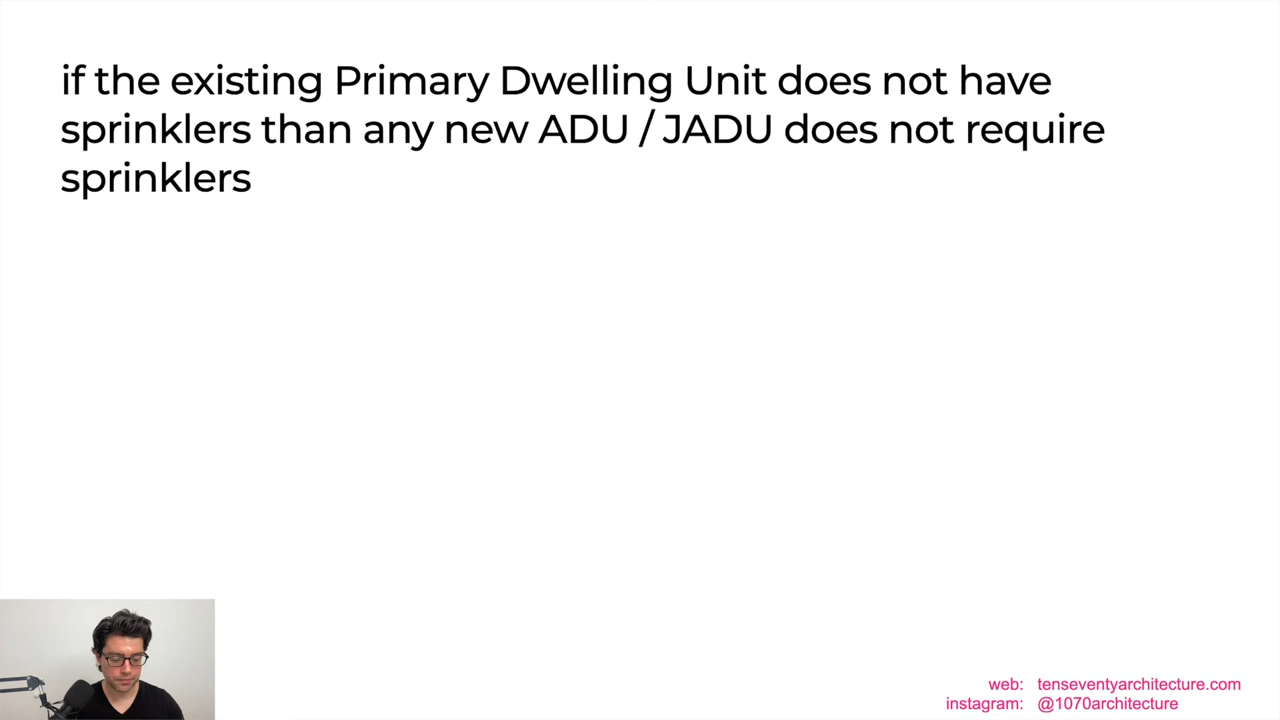 if the existing Primary Dwelling Unit does not have
sprinklers than any new ADU / JADU does not require
sprinklers
web: tenseventyarchitecture.com
instagram: @1070architecture